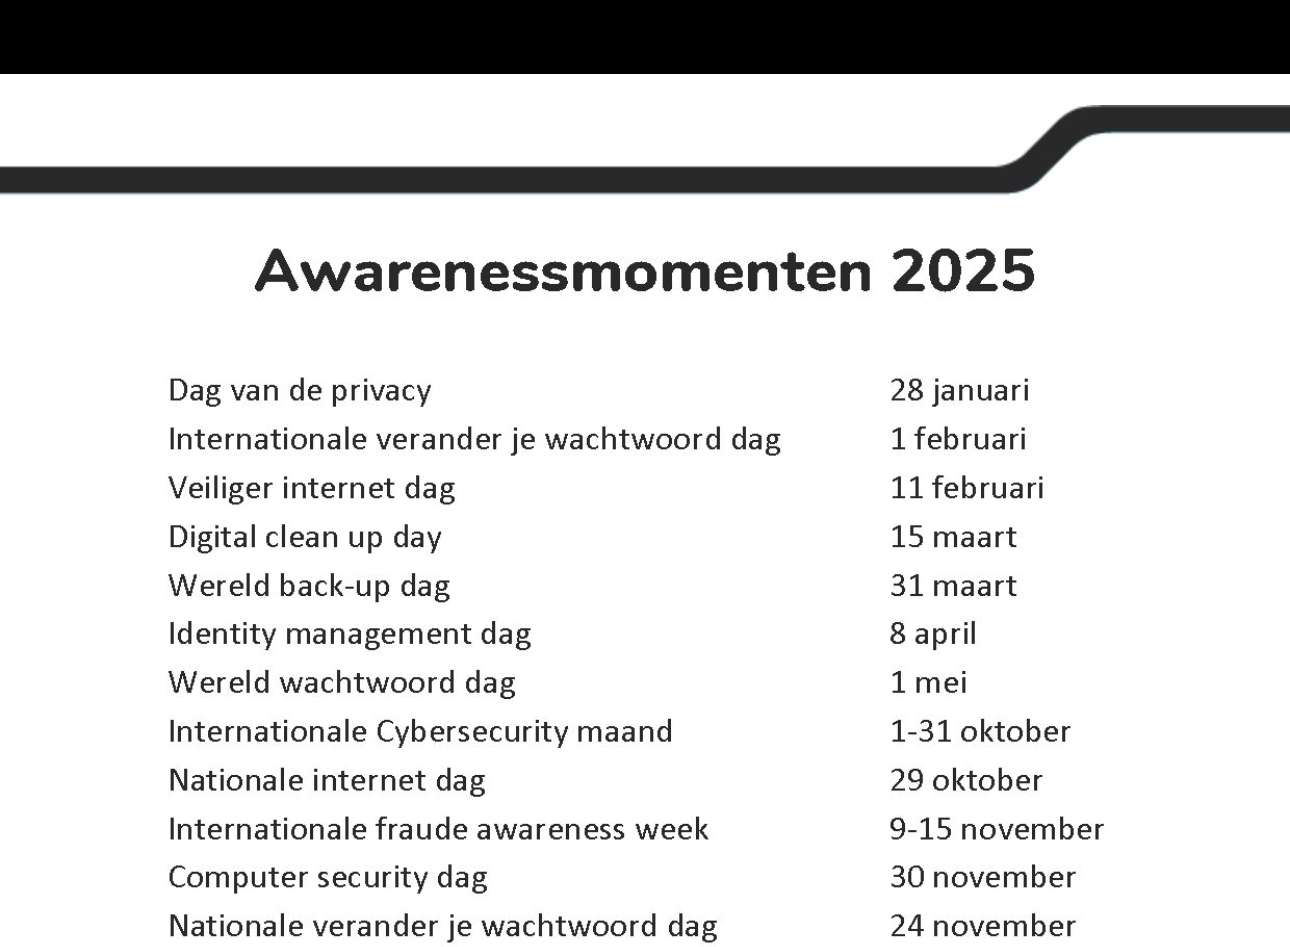 Awarenessmomenten 2025
Dag van de privacy 28 januari
Internationale verander je wachtwoord dag 1 februari
Veiliger internet dag 11 februari
Digital clean up day 15 maart
Wereld back-up dag 31 maart
Identity management dag 8 april
Wereld wachtwoord dag 1 mei
Internationale Cybersecurity maand 1-31 oktober
Nationale internet dag 29 oktober
Internationale fraude awareness week 9-15 november
Computer security dag 30 november
Nationale verander je wachtwoord dag 24 november